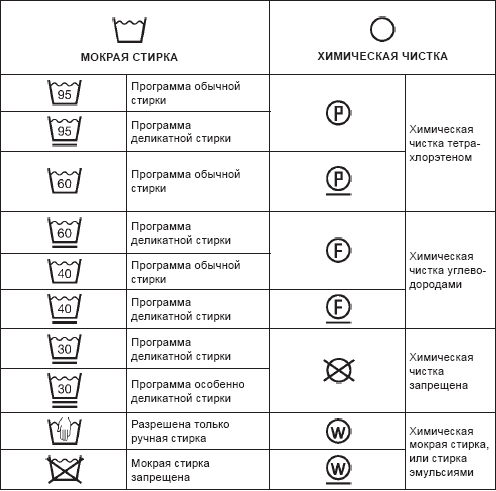 МОКРАЯ СТИРКА
ХИМИЧЕСКАЯ ЧИСТКА
95
Программа обычной
стирки
95
Программа
деликатной стирки
60
Программа обычной
стирки
60
Программа
деликатной стирки
40
Программа обычной
стирки
40
Программа
деликатной стирки
30
Программа
деликатной стирки
30
Программа особенно
деликатной стирки
Разрешена только
ручная стирка
Мокрая стирка
запрещена
P
P
Химическая
чистка тетра-
хлорэтеном
F
F
Химическая
чистка углево-
дородами
Химическая
чистка
запрещена
W
W
Химическая
мокрая стирка,
или стирка
эмульсиями